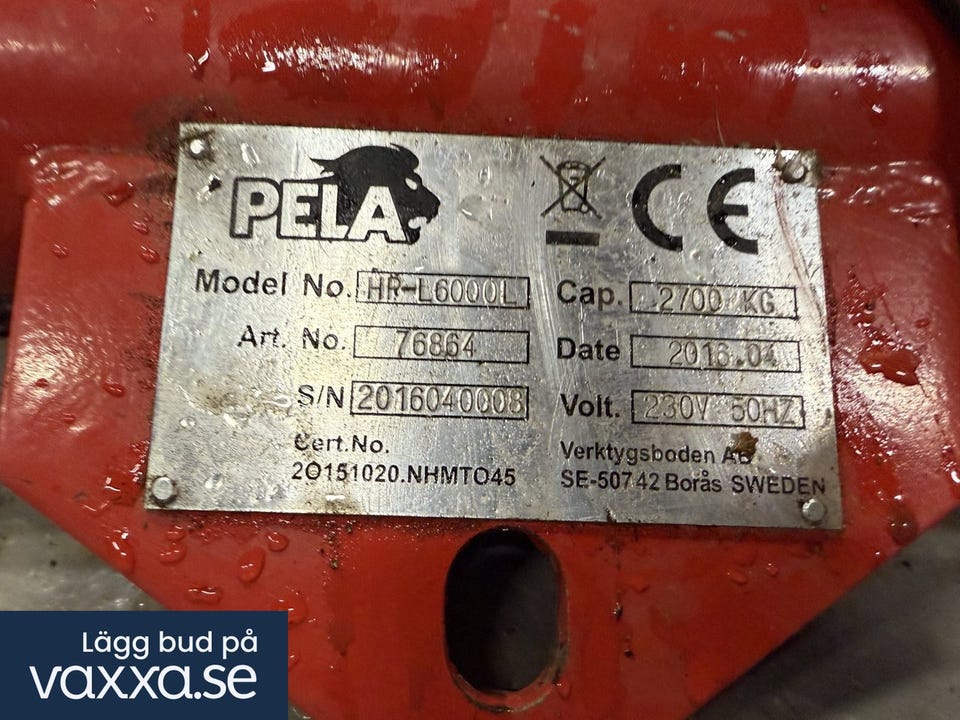 PELA
CE
Model No. HR-L6000L
Cap. 2700 KG
Art. No. 76864
Date 2016.04
S/N 2016040008
Volt. 230V 50HZ
Cert.No.
20151020.NHMTO45
Verktygsboden AB
SE-507 42 Borås SWEDEN
Lägg bud på
vaxxa.se